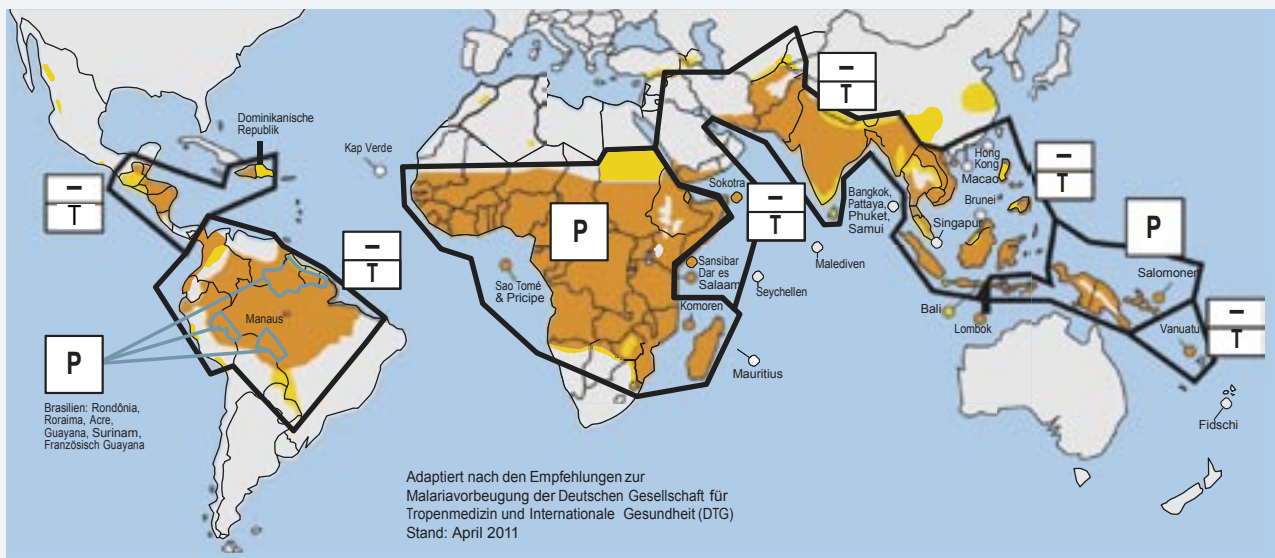 Dominikanische
Republik
Kap Verde
–
T
–
T
Manaus
P
Brasilien: Rondônia,
Roraima, Acre,
Guayana, Surinam,
Französisch Guayana
P
Sao Tomé
& Pricipe
Sokotra
–
T
Sansibar
Dar es
Salaam
Komoren
Seychellen
Mauritius
Malediven
–
T
Bangkok,
Pattaya,
Phuket,
Samui
Hong
Kong
Macao
Brunei
Singapur
–
T
P
Salomonen
Bali
Lombok
Vanuatu
–
T
Fidschi
Adaptiert nach den Empfehlungen zur
Malariavorbeugung der Deutschen Gesellschaft für
Tropenmedizin und Internationale Gesundheit (DTG)
Stand: April 2011